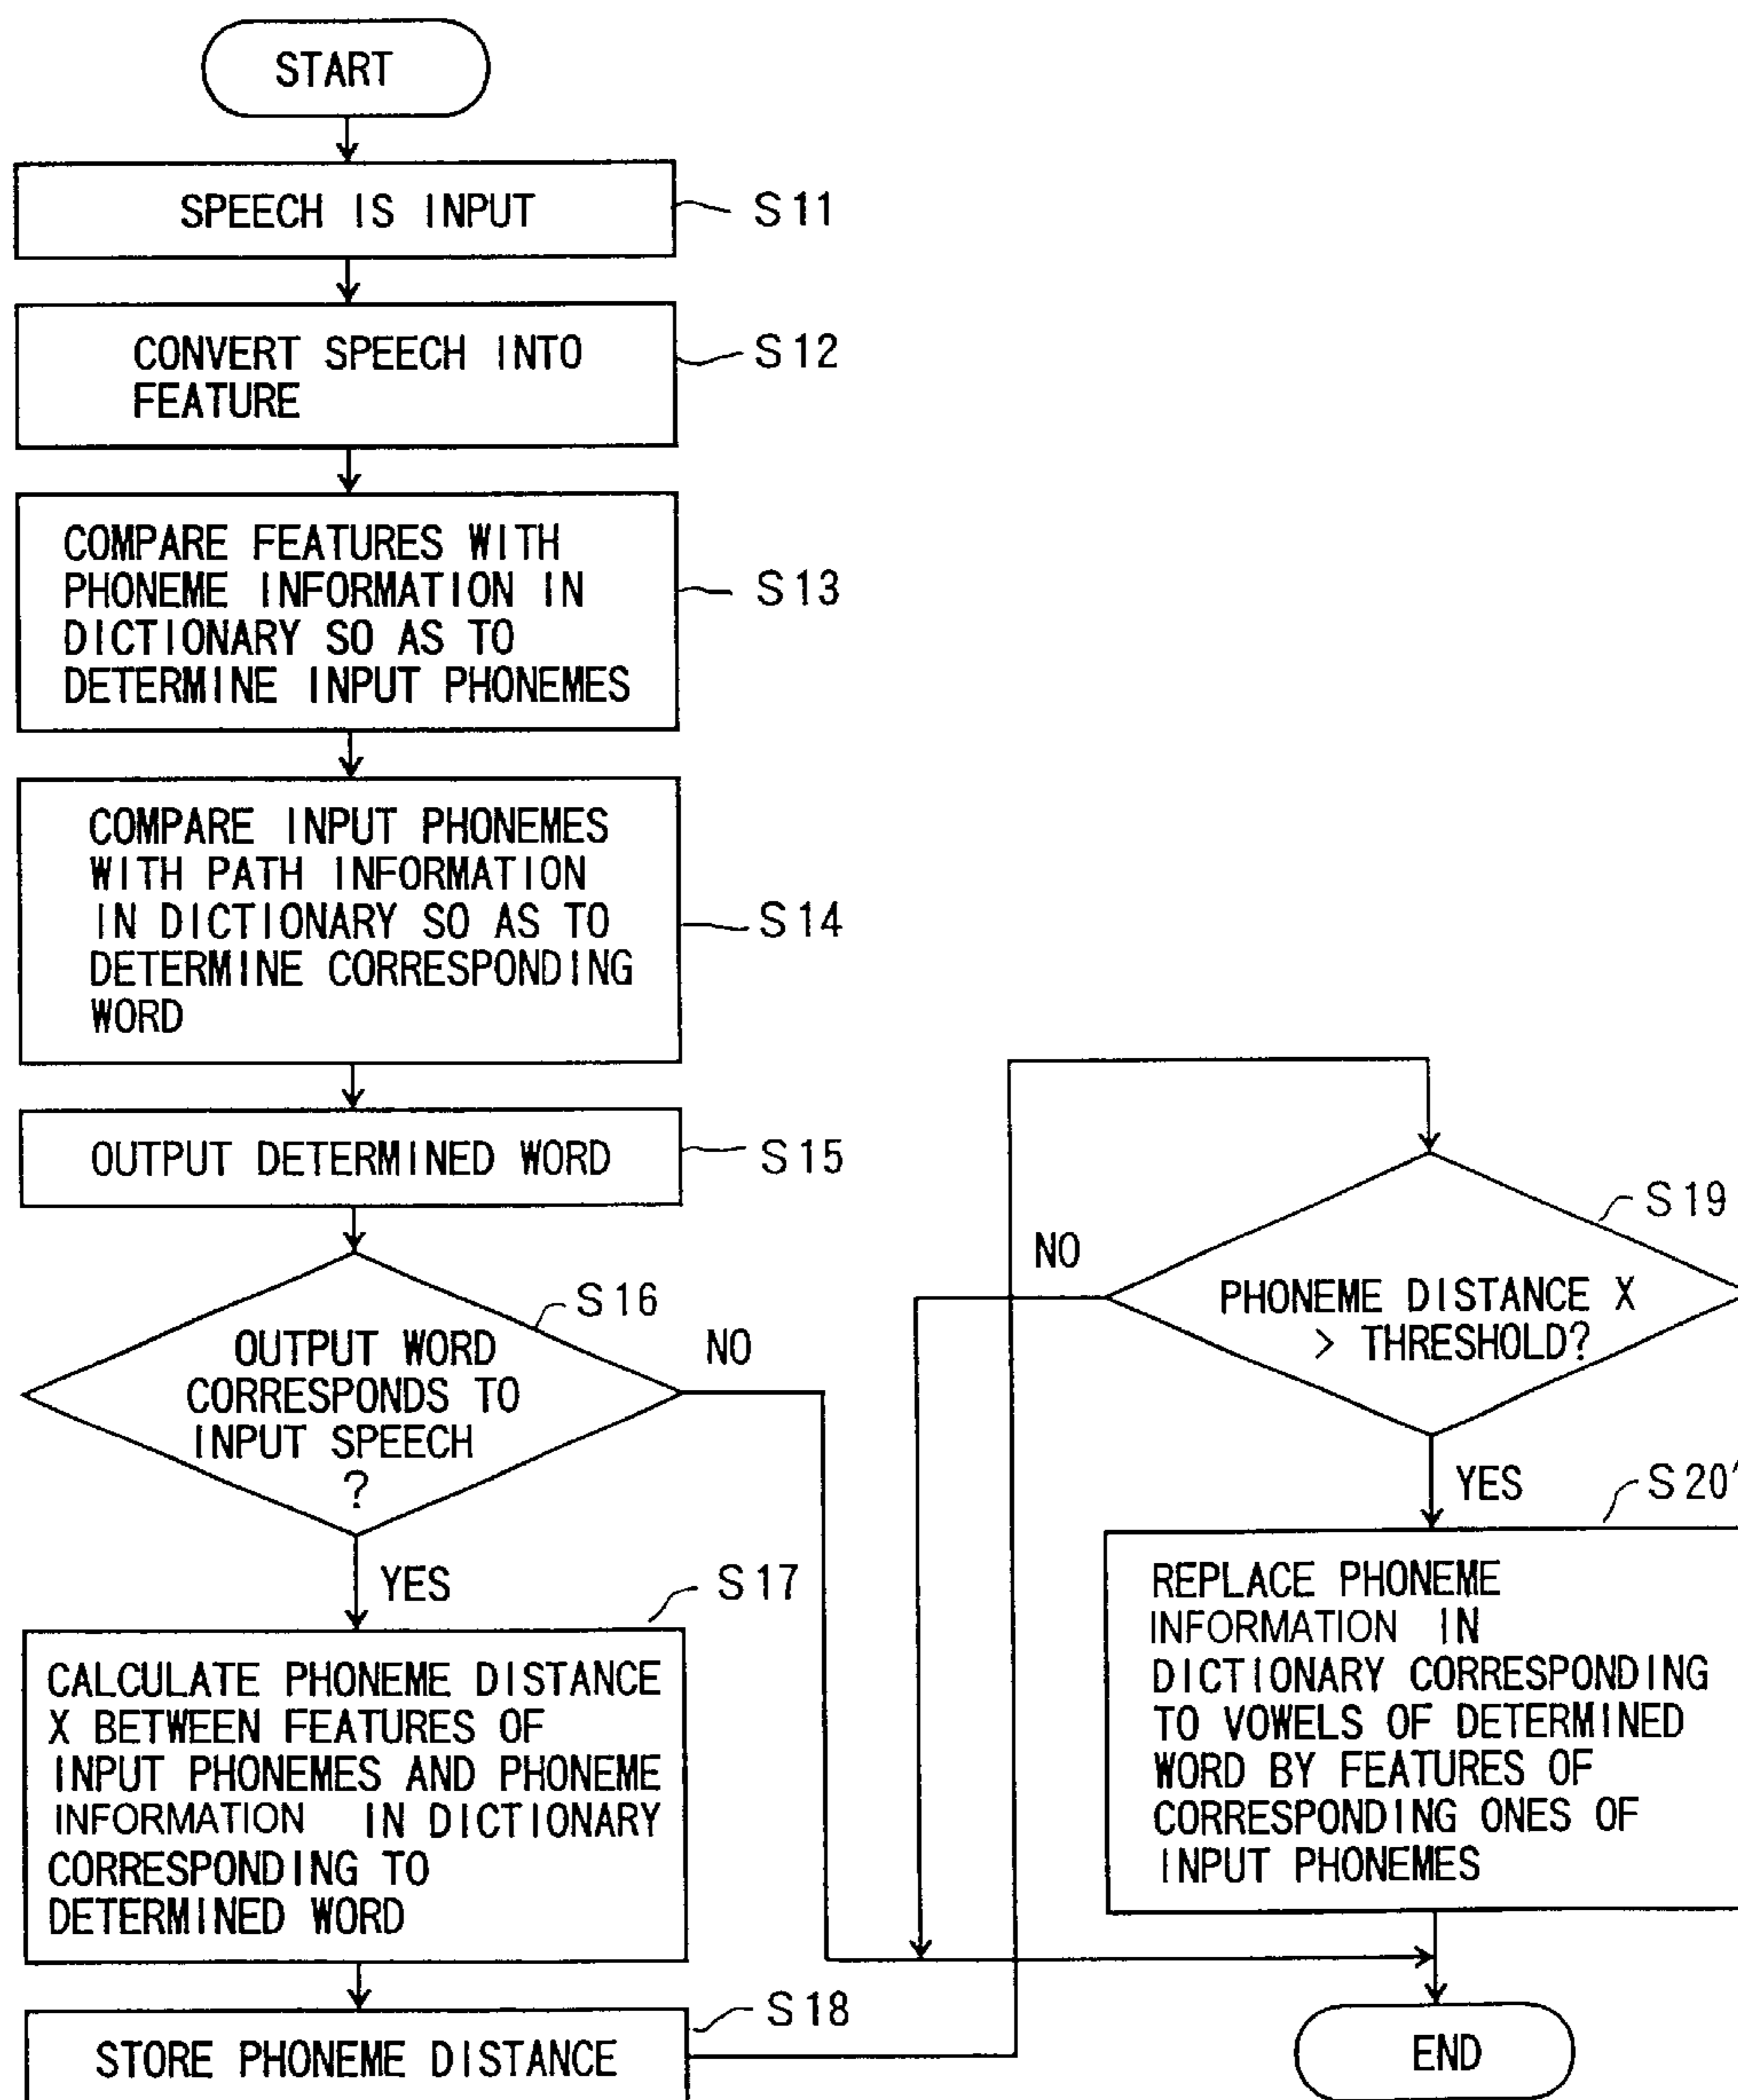 START
SPEECH IS INPUT
S11
CONVERT SPEECH INTO
FEATURE
S12
COMPARE FEATURES WITH
PHONEME INFORMATION IN
DICTIONARY SO AS TO
DETERMINE INPUT PHONEMES
S13
COMPARE INPUT PHONEMES
WITH PATH INFORMATION
IN DICTIONARY SO AS TO
DETERMINE CORRESPONDING
WORD
S14
OUTPUT DETERMINED WORD
S15
S16
OUTPUT WORD
CORRESPONDS TO
INPUT SPEECH
?
NO
YES
S17
CALCULATE PHONEME DISTANCE
X BETWEEN FEATURES OF
INPUT PHONEMES AND PHONEME
INFORMATION IN DICTIONARY
CORRESPONDING TO
DETERMINED WORD
S18
STORE PHONEME DISTANCE
S19
NO
PHONEME DISTANCE X
> THRESHOLD?
YES
S20'
REPLACE PHONEME
INFORMATION IN
DICTIONARY CORRESPONDING
TO VOWELS OF DETERMINED
WORD BY FEATURES OF
CORRESPONDING ONES OF
INPUT PHONEMES
END